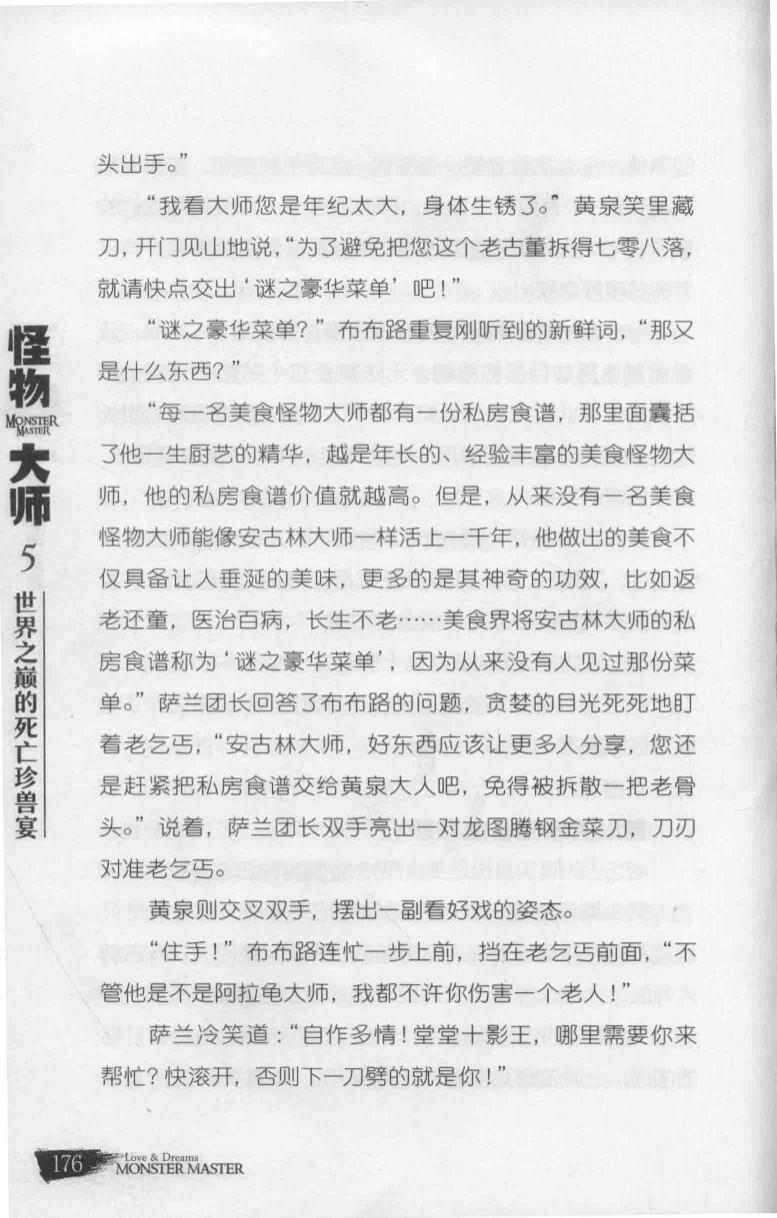 头出手。”
“我看大师您是年纪太大，身体生锈了。”黄泉笑里藏
刀，开门见山地说，“为了避免把您这个老古董拆得七零八落，
就请快点交出‘谜之豪华菜单’吧！”
“谜之豪华菜单？”布布路重复刚听到的新鲜词，“那又
是什么东西？”
“每一名美食怪物大师都有一份私房食谱，那里面囊括
了他一生厨艺的精华，越是年长的、经验丰富的美食怪物大
师，他的私房食谱价值就越高。但是，从来没有一名美食
怪物大师能像安古林大师一样活上一千年，他做出的美食不
仅具备让人垂涎的美味，更多的是其神奇的功效，比如返
老还童，医治百病，长生不老……美食界将安古林大师的私
房食谱称为‘谜之豪华菜单’，因为从来没有人见过那份菜
单。”萨兰团长回答了布布路的问题，贪婪的目光死死地盯
着老乞丐，“安古林大师，好东西应该让更多人分享，您还
是赶紧把私房食谱交给黄泉大人吧，免得被拆散一把老骨
头。”说着，萨兰团长双手亮出一对龙图腾钢金菜刀，刀刃
对准老乞丐。
黄泉则交叉双手，摆出一副看好戏的姿态。
“住手！”布布路连忙一步上前，挡在老乞丐前面，“不
管他是不是阿拉龟大师，我都不许你伤害一个老人！”
萨兰冷笑道：“自作多情！堂堂十影王，哪里需要你来
帮忙？快滚开，否则下一刀劈的就是你！”
怪物
MONSTER
MASTER
大师
5
世界之巅的死亡珍兽宴
176
Love & Dreams
MONSTER MASTER